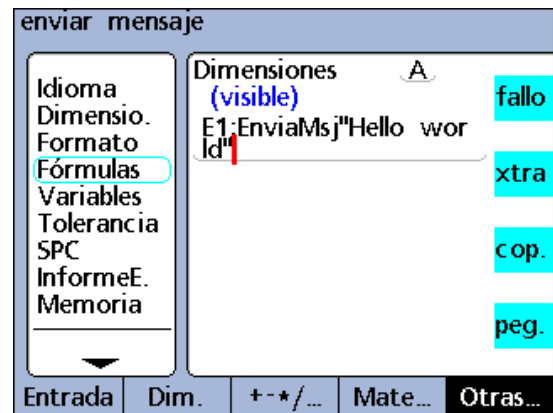 enviar mensaje
Idioma
Dimensio.
Formato
Fórmulas
Variables
Tolerancia
SPC
InformeE.
Memoria
Dimensiones A
(visible)
E1;EnviaMsj"Hello wor
ld"
fallo
xtra
cop.
peg.
Entrada Dim. +-*/... Mate... Otras...